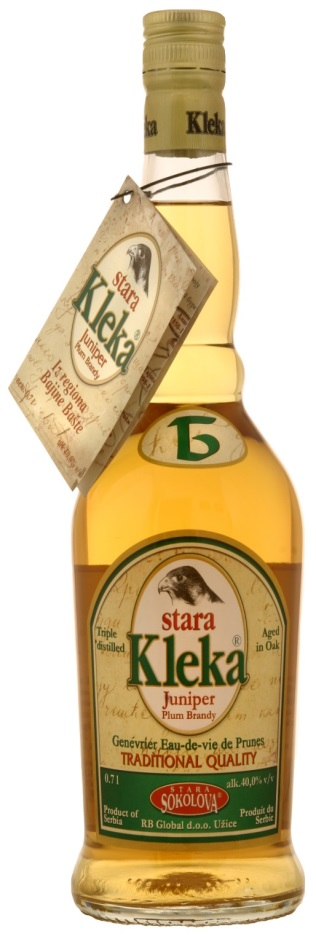 Kleka
stara
Kleka®
Juniper
Plum Brandy
Iz regiona
Bajine Bašte
Б
stara
Kleka®
Triple
distilled
Aged
in Oak
Juniper
Plum Brandy
Genévrier Eau-de-vie de Prunes
TRADITIONAL QUALITY
0.7 l
alk.40,0% v/v
STARA
SOKOLOVA®
Product of
Serbia
RB Global d.o.o. Užice
Produit du
Serbie